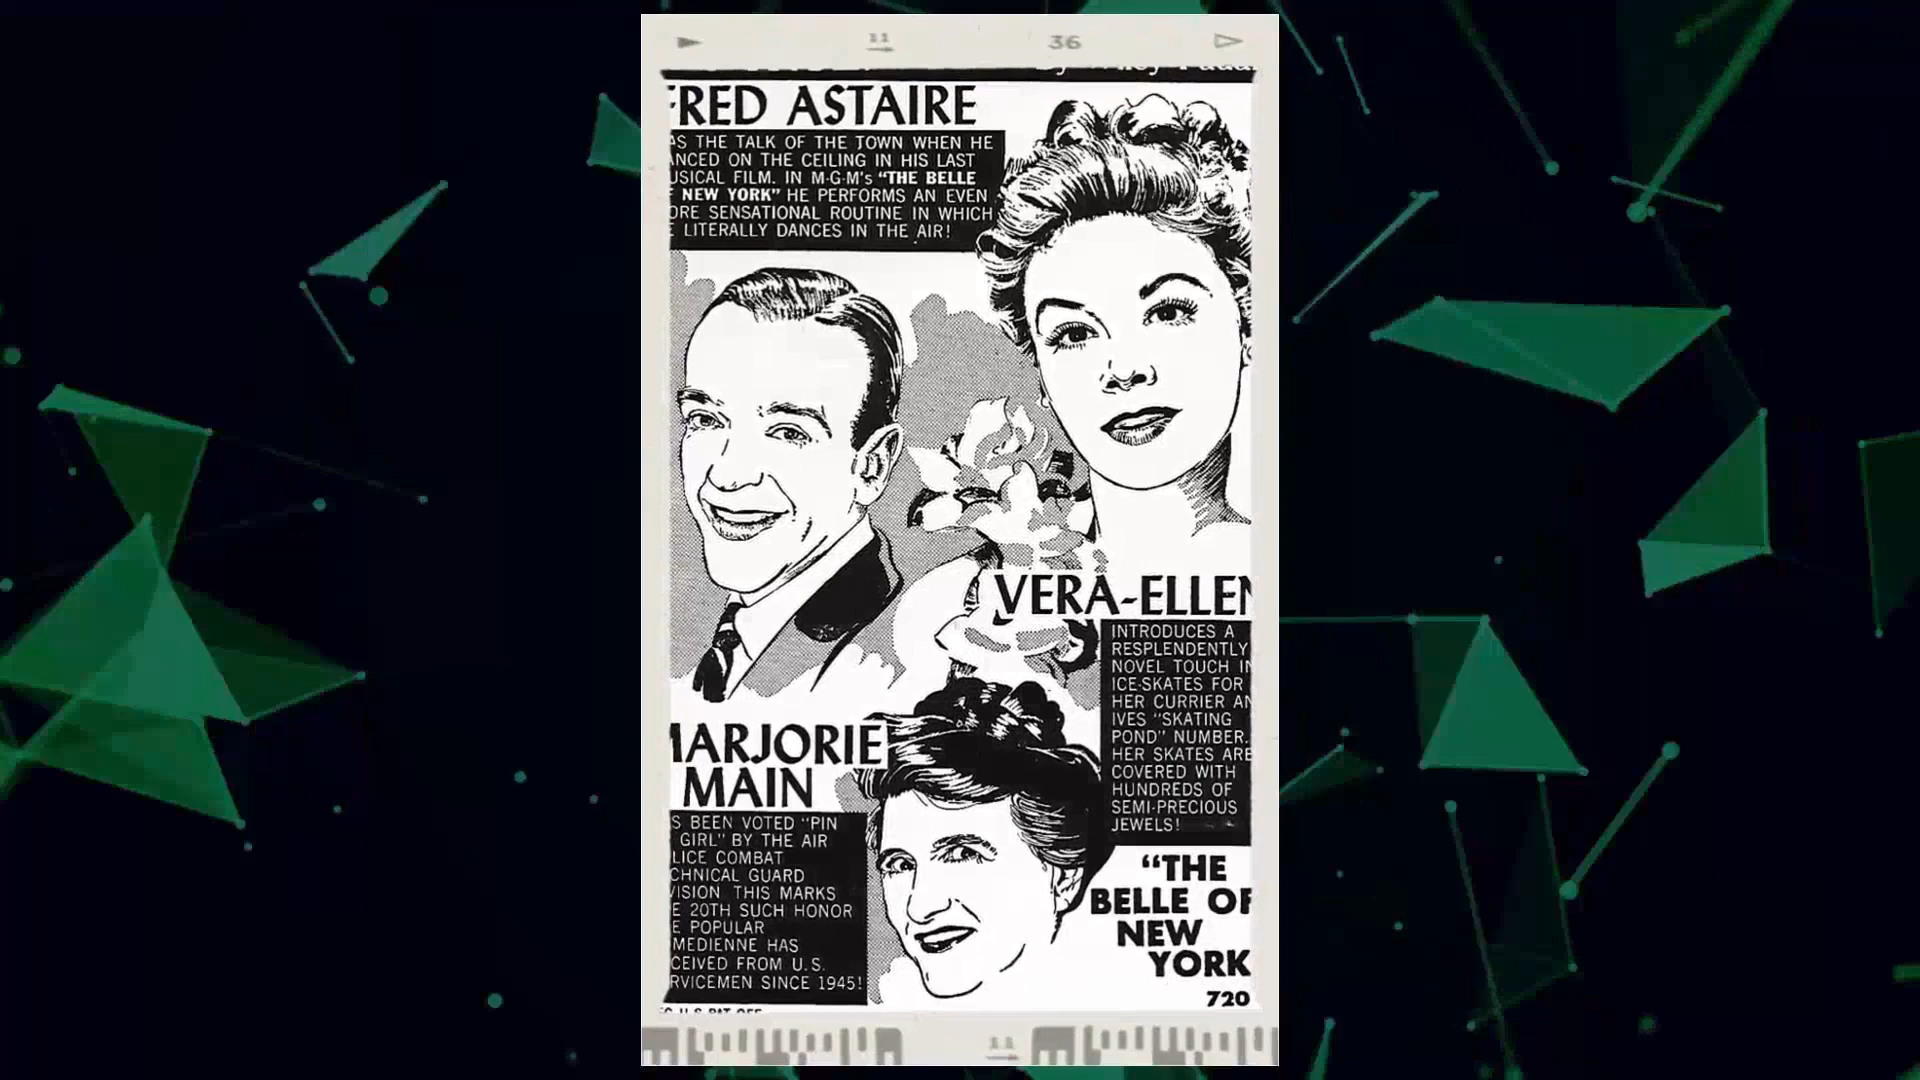 11
36
FRED ASTAIRE
AS THE TALK OF THE TOWN WHEN HE
ANCED ON THE CEILING IN HIS LAST
USICAL FILM. IN M-G-M's "THE BELLE
F NEW YORK" HE PERFORMS AN EVEN
ORE SENSATIONAL ROUTINE IN WHICH
E LITERALLY DANCES IN THE AIR!
VERA-ELLEN
INTRODUCES A
RESPLENDENTLY
NOVEL TOUCH IN
ICE-SKATES FOR
HER CURRIER AN
IVES "SKATING
POND" NUMBER.
HER SKATES ARE
COVERED WITH
HUNDREDS OF
SEMI-PRECIOUS
JEWELS!
MARJORIE
MAIN
S BEEN VOTED "PIN
GIRL" BY THE AIR
LICE COMBAT
CHNICAL GUARD
VISION. THIS MARKS
E 20TH SUCH HONOR
E POPULAR
MEDIENNE HAS
CEIVED FROM U.S.
RVICEMEN SINCE 1945!
"THE
BELLE OF
NEW
YORK
720
11